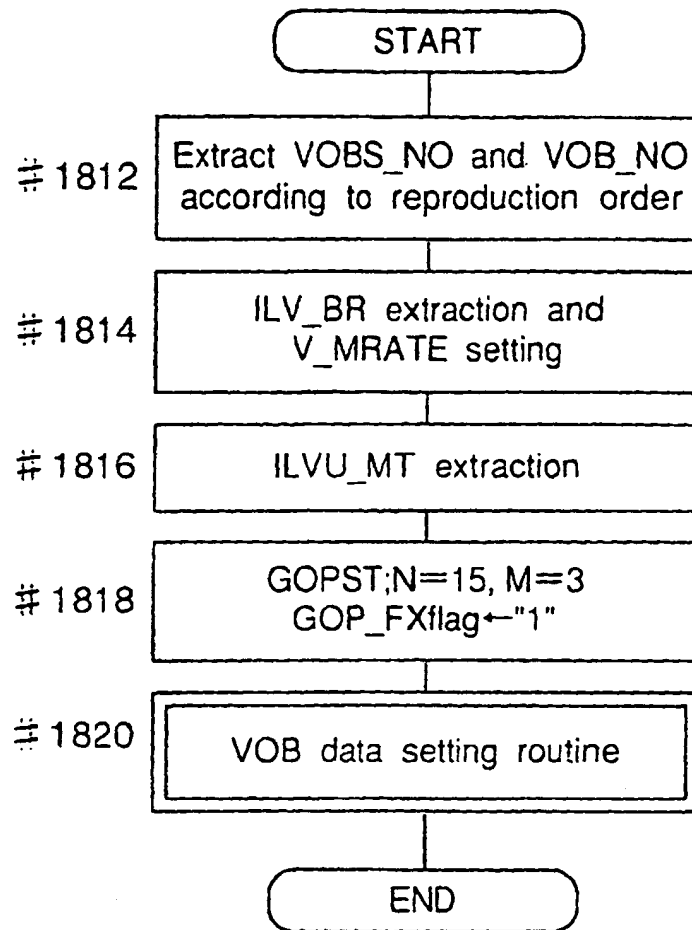 START
#1812
Extract VOBS_NO and VOB_NO
according to reproduction order
#1814
ILV_BR extraction and
V_MRATE setting
#1816
ILVU_MT extraction
#1818
GOPST;N=15, M=3
GOP_FXflag←"1"
#1820
VOB data setting routine
END